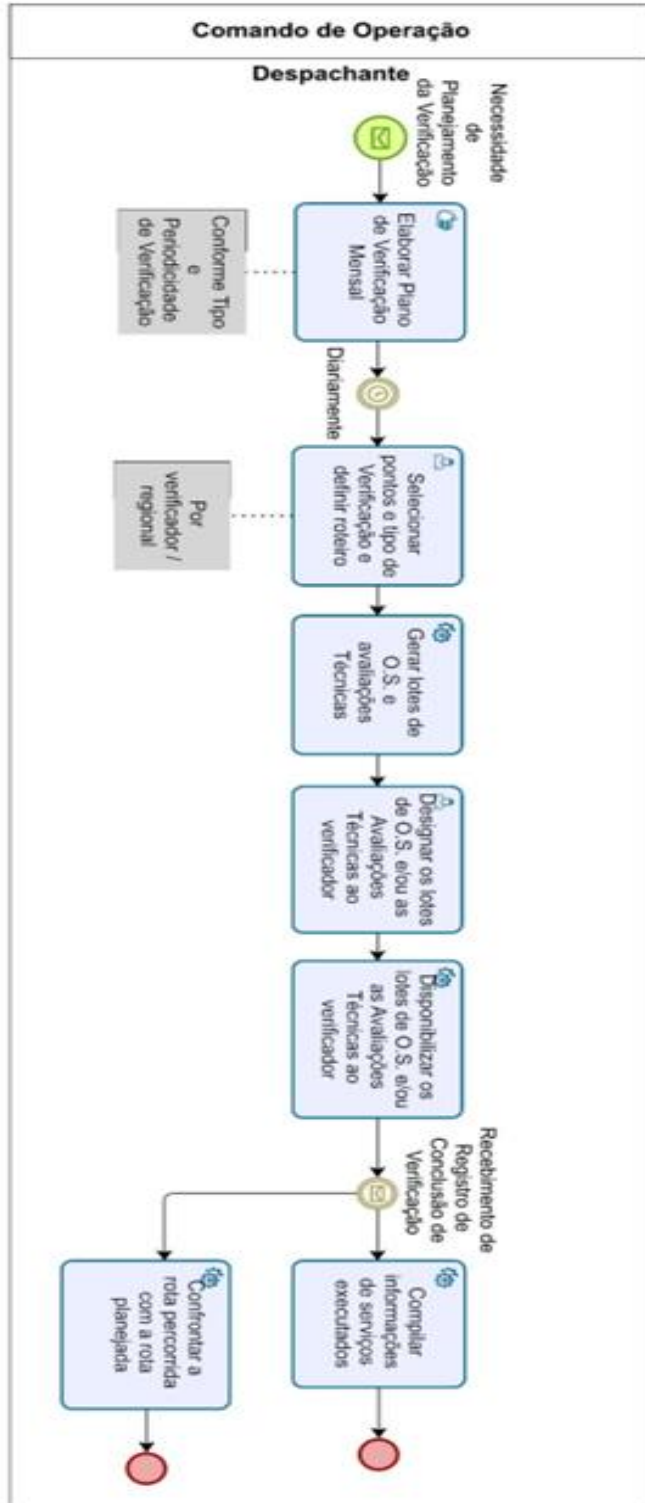 Comando de Operação
Despachante
Necessidade
de
Planejamento
da Verificação
Elaborar Plano
de Verificação
Mensal
Conforme Tipo
e
Periodicidade
de Verificação
Diariamente
Selecionar
pontos e tipo de
Verificação e
definir roteiro
Por
verificador /
regional
Gerar lotes de
O.S. e
avaliações
Técnicas
Designar os lotes
de O.S. e/ou as
Avaliações
Técnicas ao
verificador
Disponibilizar os
lotes de O.S. e/ou
as Avaliações
Técnicas ao
verificador
Recebimento de
Registro de
Conclusão de
Verificação
Compilar
informações
de serviços
executados
Confrontar a
rota percorrida
com a rota
planejada